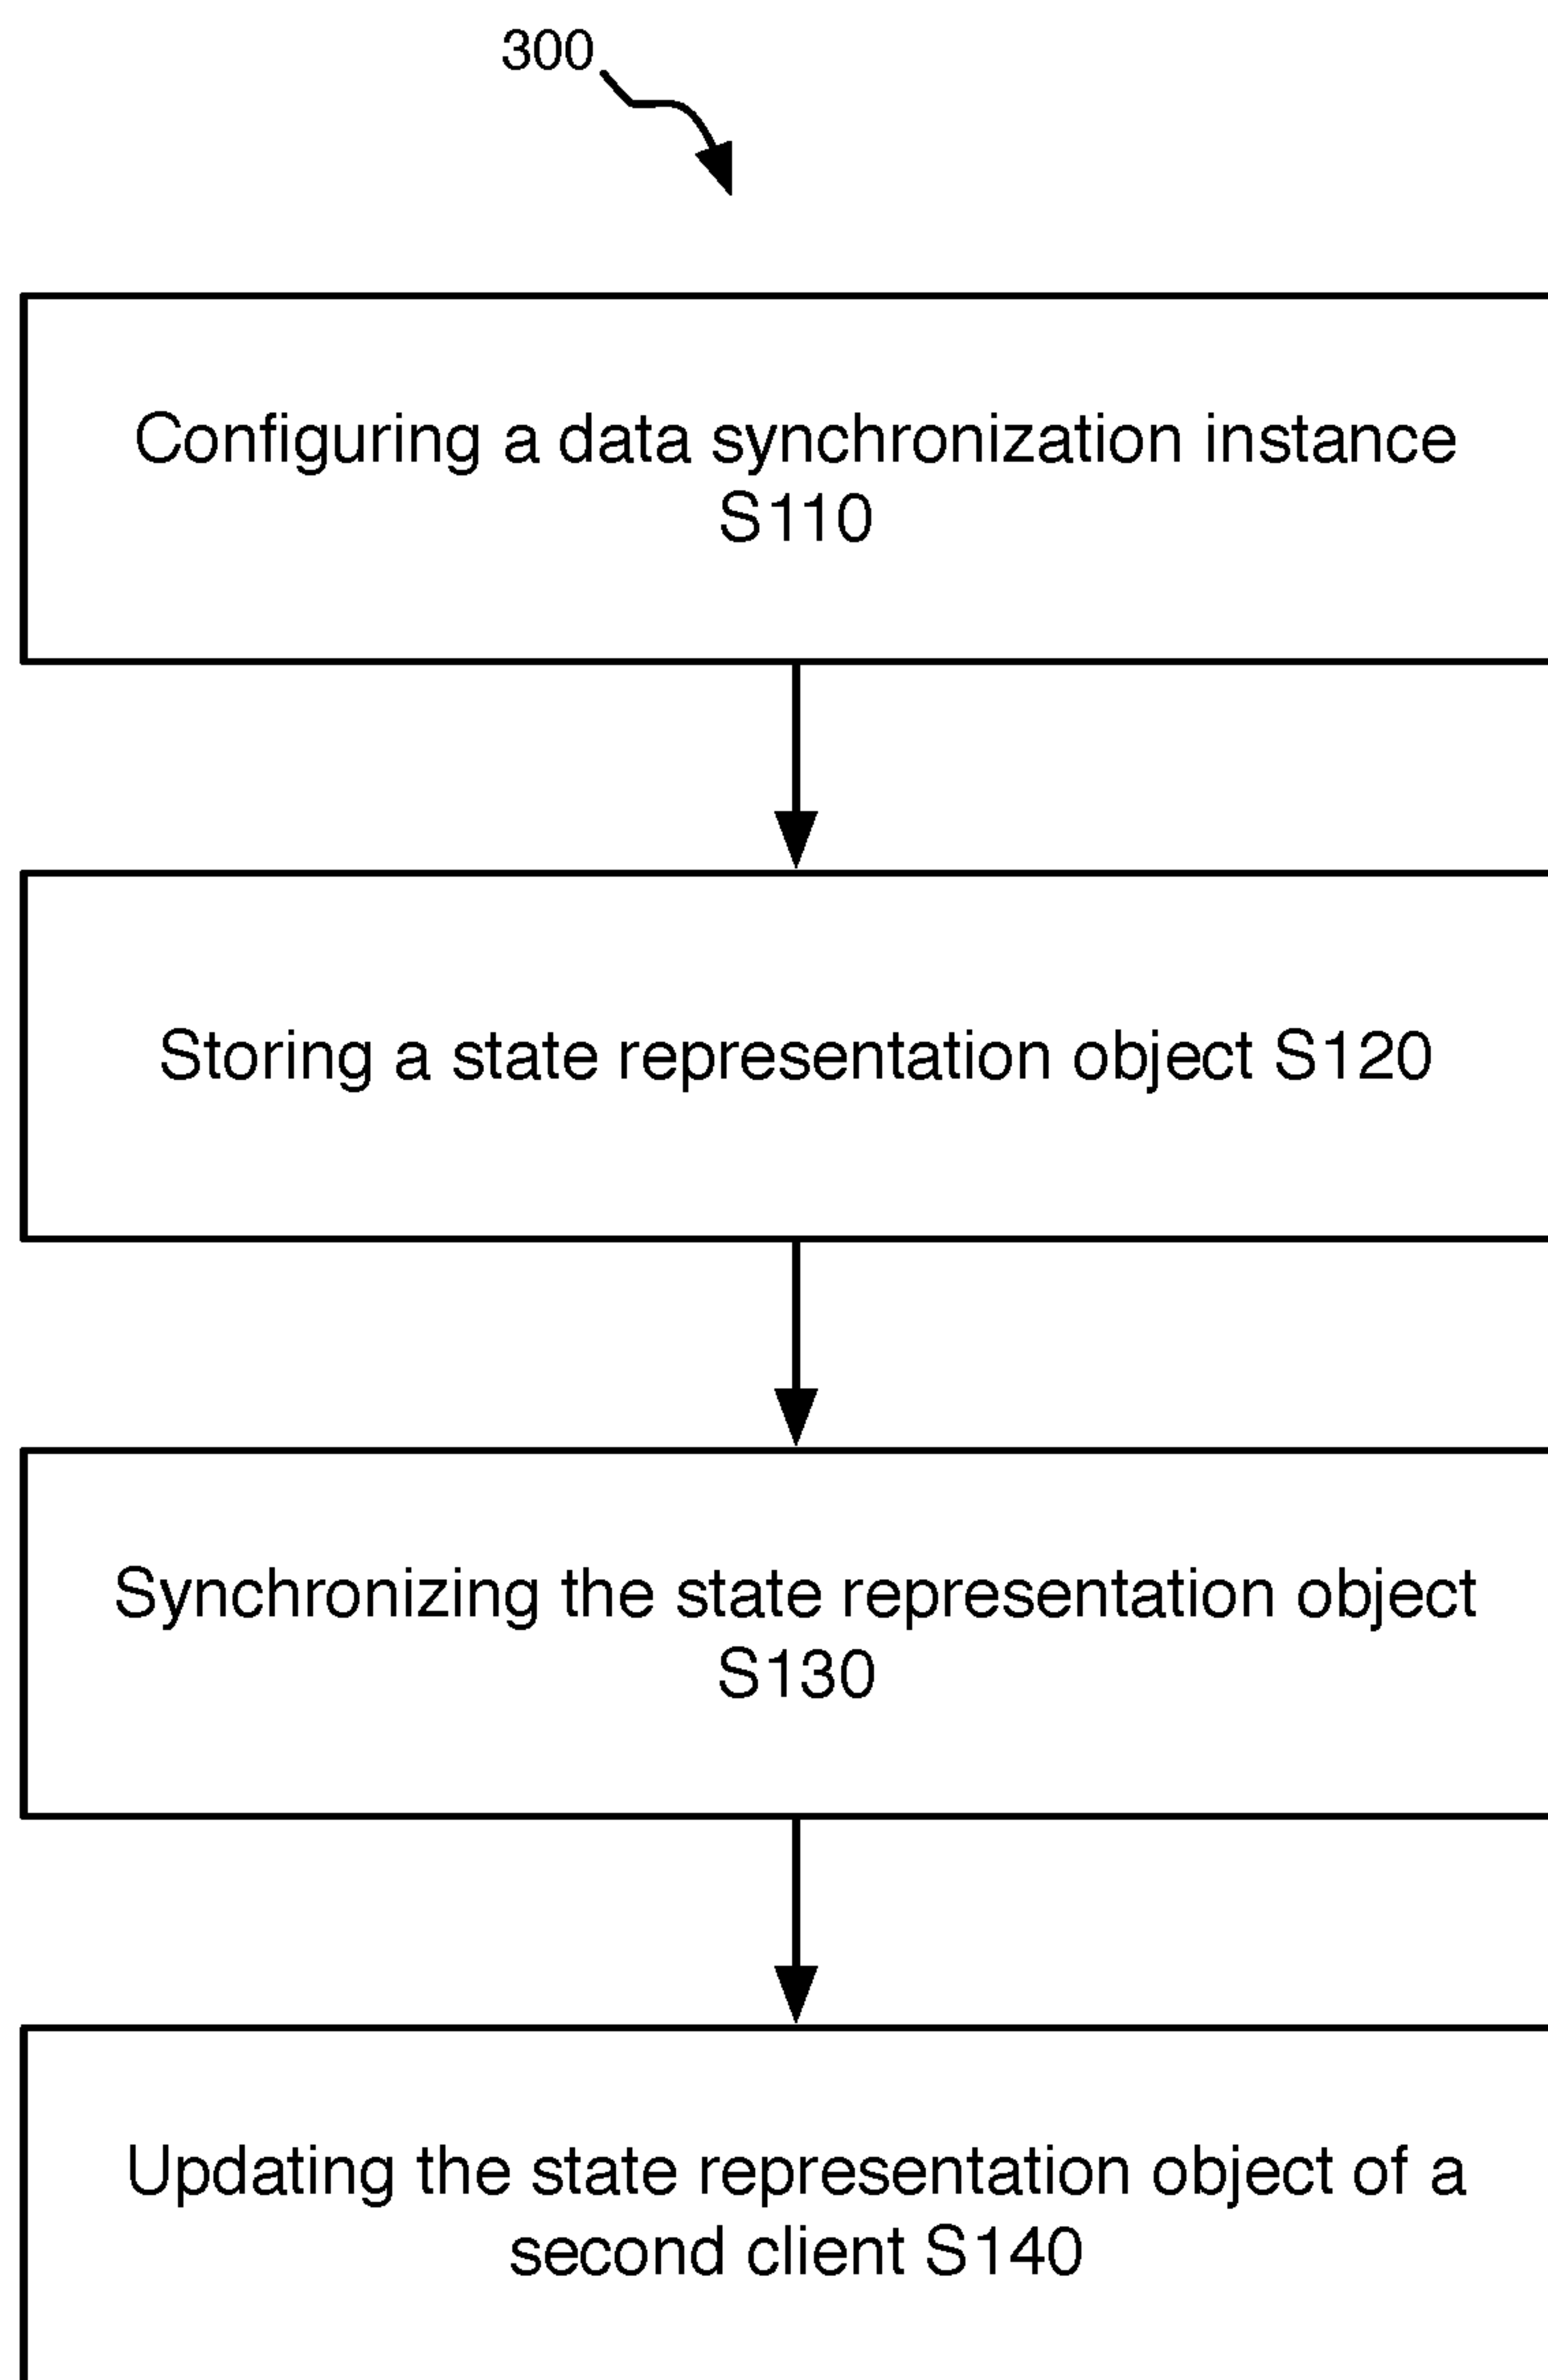 300
Configuring a data synchronization instance
S110
Storing a state representation object S120
Synchronizing the state representation object
S130
Updating the state representation object of a
second client S140